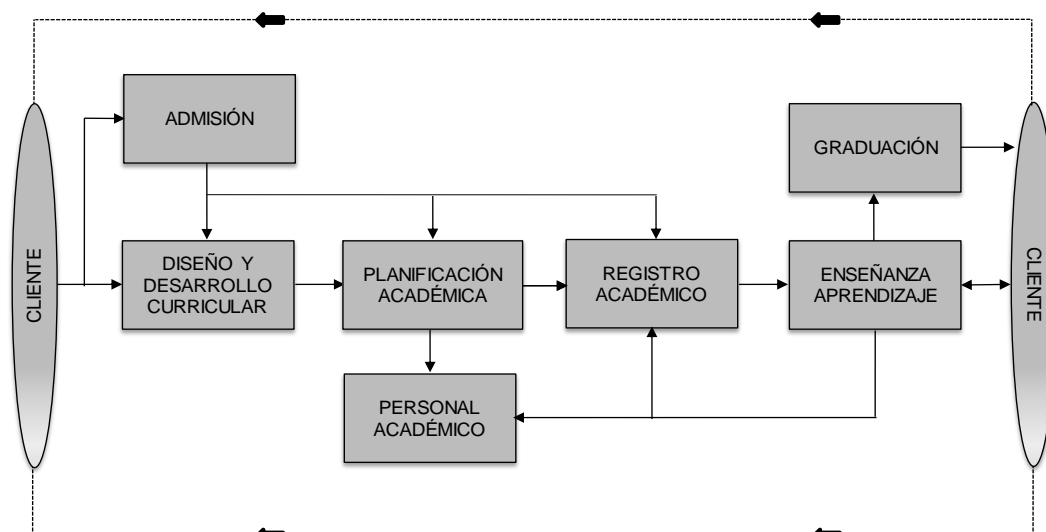 ADMISIÓN
GRADUACIÓN
CLIENTE
DISEÑO Y
DESARROLLO
CURRICULAR
PLANIFICACIÓN
ACADÉMICA
REGISTRO
ACADÉMICO
ENSEÑANZA
APRENDIZAJE
CLIENTE
PERSONAL
ACADÉMICO